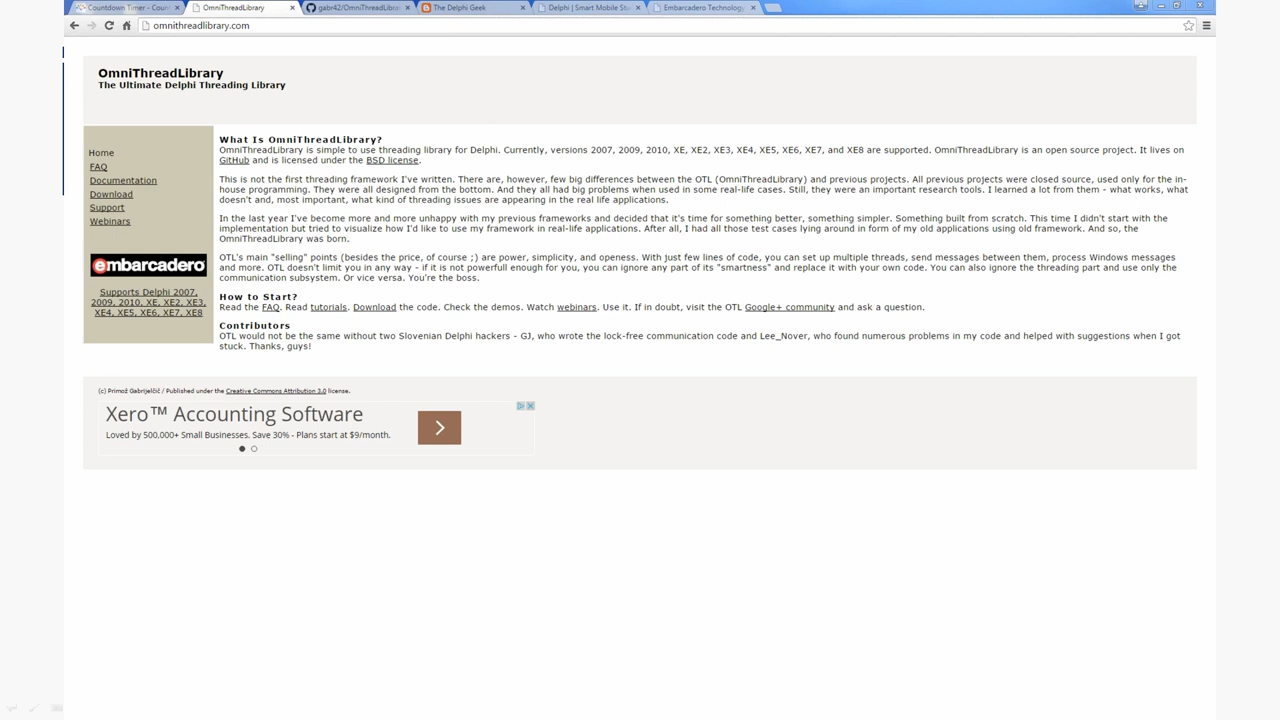 Countdown Timer - Coun
OmniThreadLibrary
gabr42/OmniThreadLibra
The Delphi Geek
Delphi | Smart Mobile Stu
Embarcadero Technology
omnithreadlibrary.com
OmniThreadLibrary
The Ultimate Delphi Threading Library
Home
FAQ
Documentation
Download
Support
Webinars
embarcadero
Supports Delphi 2007,
2009, 2010, XE, XE2, XE3,
XE4, XE5, XE6, XE7, XE8
What Is OmniThreadLibrary?
OmniThreadLibrary is simple to use threading library for Delphi. Currently, versions 2007, 2009, 2010, XE, XE2, XE3, XE4, XE5, XE6, XE7, and XE8 are supported. OmniThreadLibrary is an open source project. It lives on
GitHub and is licensed under the BSD license.
This is not the first threading framework I've written. There are, however, few big differences between the OTL (OmniThreadLibrary) and previous projects. All previous projects were closed source, used only for the in-
house programming. They were all designed from the bottom. And they all had big problems when used in some real-life cases. Still, they were an important research tools. I learned a lot from them - what works, what
doesn't and, most important, what kind of threading issues are appearing in the real life applications.
In the last year I've become more and more unhappy with my previous frameworks and decided that it's time for something better, something simpler. Something built from scratch. This time I didn't start with the
implementation but tried to visualize how I'd like to use my framework in real-life applications. After all, I had all those test cases lying around in form of my old applications using old framework. And so, the
OmniThreadLibrary was born.
OTL's main "selling" points (besides the price, of course ;) are power, simplicity, and openess. With just few lines of code, you can set up multiple threads, send messages between them, process Windows messages
and more. OTL doesn't limit you in any way - if it is not powerfull enough for you, you can ignore any part of its "smartness" and replace it with your own code. You can also ignore the threading part and use only the
communication subsystem. Or vice versa. You're the boss.
How to Start?
Read the FAQ. Read tutorials. Download the code. Check the demos. Watch webinars. Use it. If in doubt, visit the OTL Google+ community and ask a question.
Contributors
OTL would not be the same without two Slovenian Delphi hackers - GJ, who wrote the lock-free communication code and Lee_Nover, who found numerous problems in my code and helped with suggestions when I got
stuck. Thanks, guys!
(c) Primož Gabrijelčič / Published under the Creative Commons Attribution 3.0 license.
Xero™ Accounting Software
Loved by 500,000+ Small Businesses. Save 30% - Plans start at $9/month.